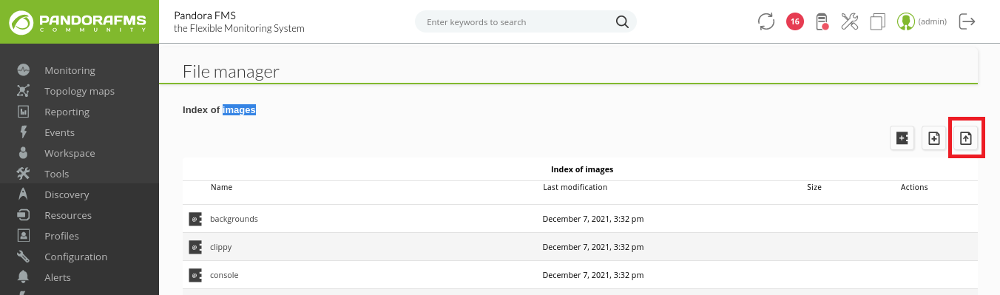 PANDORAFMS
COMMUNITY
Pandora FMS
the Flexible Monitoring System
Enter keywords to search
16
(admin)
Monitoring
Topology maps
Reporting
Events
Workspace
Tools
Discovery
Resources
Profiles
Configuration
Alerts
File manager
Index of images
Index of images
Name Last modification Size Actions
backgrounds December 7, 2021, 3:32 pm
clippy December 7, 2021, 3:32 pm
console December 7, 2021, 3:32 pm